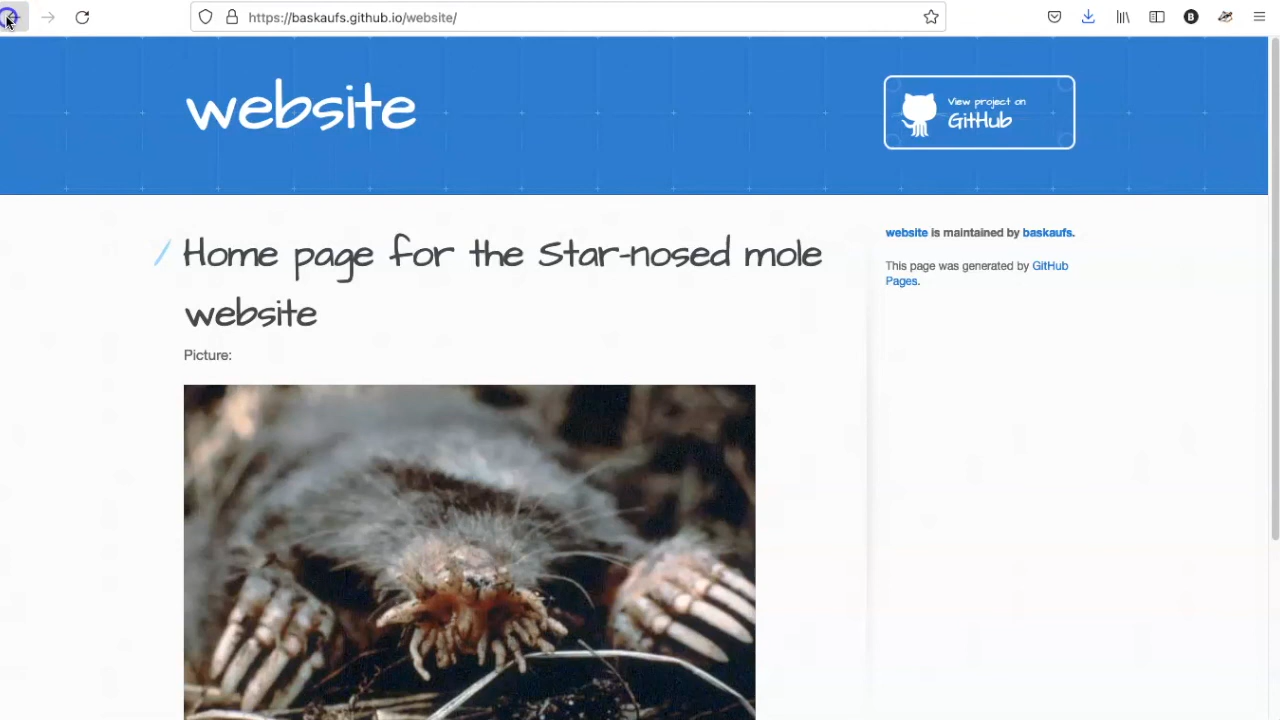 https://baskaufs.github.io/website/
B
website
View project on
GitHub
Home page for the Star-nosed mole
website
Picture:
website is maintained by baskaufs.
This page was generated by GitHub
Pages.